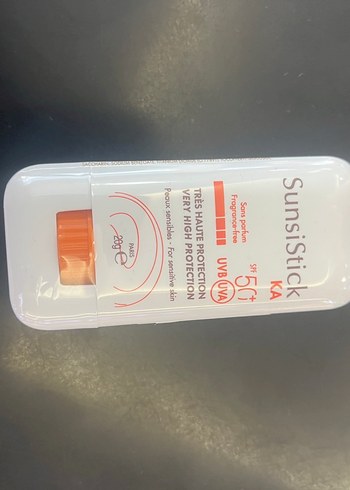 SunsiStick
KA
SPF
50+
UVB UVA
Sans parfum
Fragrance-free
TRÈS HAUTE PROTECTION
VERY HIGH PROTECTION
Peaux sensibles - For sensitive skin
PARIS
20g ℮